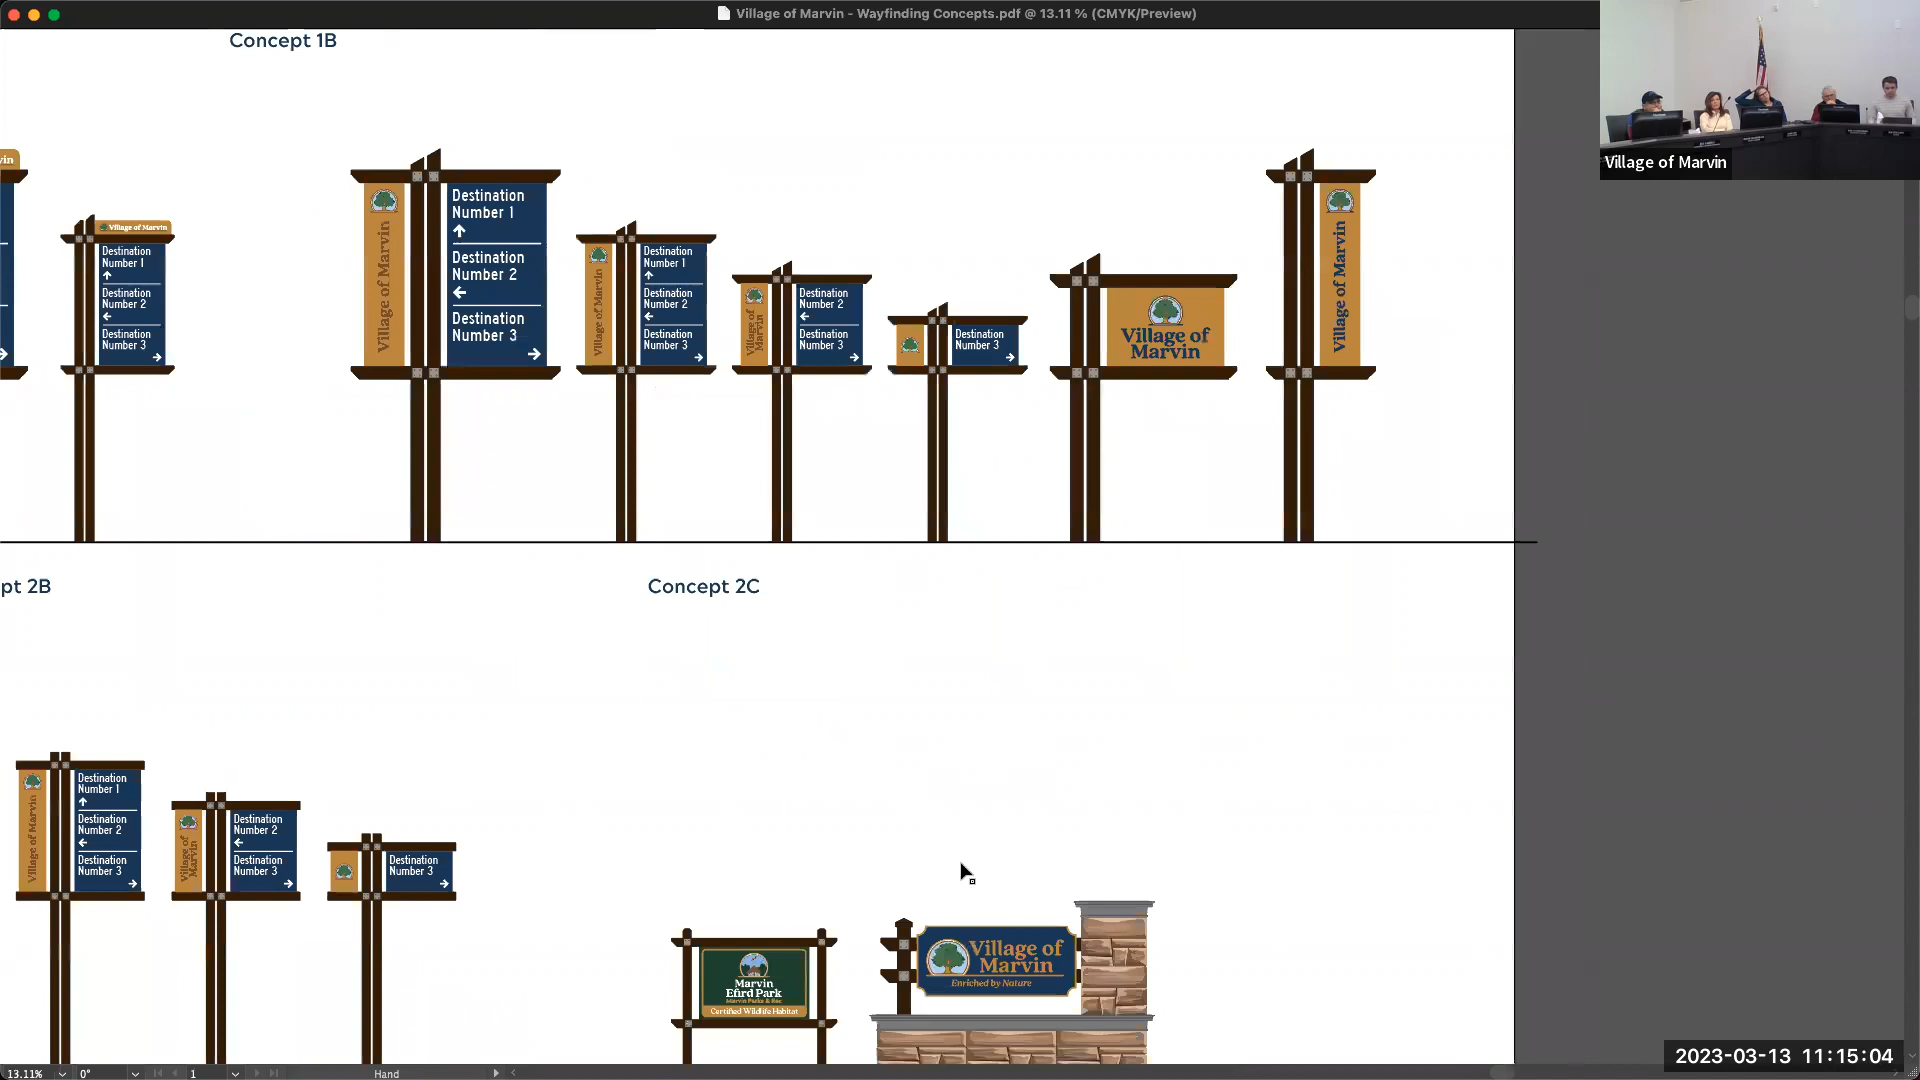 Village of Marvin - Wayfinding Concepts.pdf @ 13.11 % (CMYK/Preview)
Concept 1B
vin
Village of Marvin
Destination
Number 1
Destination
Number 2
Destination
Number 3
Village of Marvin
Destination
Number 1
Destination
Number 2
Destination
Number 3
Village of Marvin
Destination
Number 1
Destination
Number 2
Destination
Number 3
Village of
Marvin
Destination
Number 2
Destination
Number 3
Destination
Number 3
Village of
Marvin
Village of Marvin
Village of Marvin
pt 2B
Concept 2C
Village of Marvin
Destination
Number 1
Destination
Number 2
Destination
Number 3
Village of
Marvin
Destination
Number 2
Destination
Number 3
Destination
Number 3
Marvin
Efird Park
Marvin Parks & Rec
Certified Wildlife Habitat
Village of
Marvin
Enriched by Nature
13.11%
0°
1
Hand
2023-03-13 11:15:04